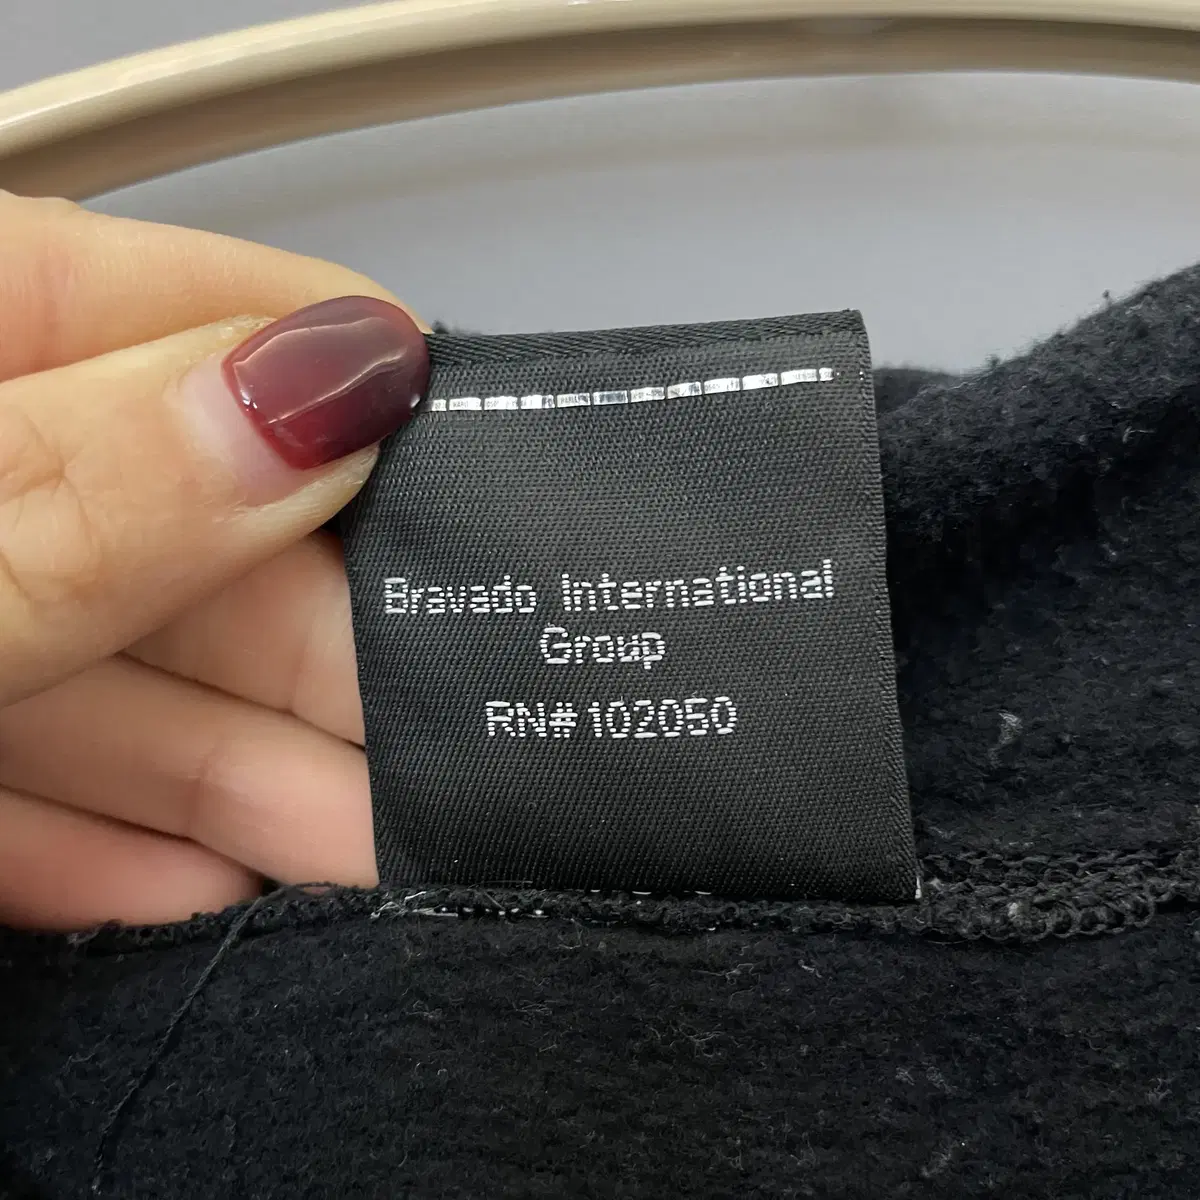 Bravado International
Group
RN#102050